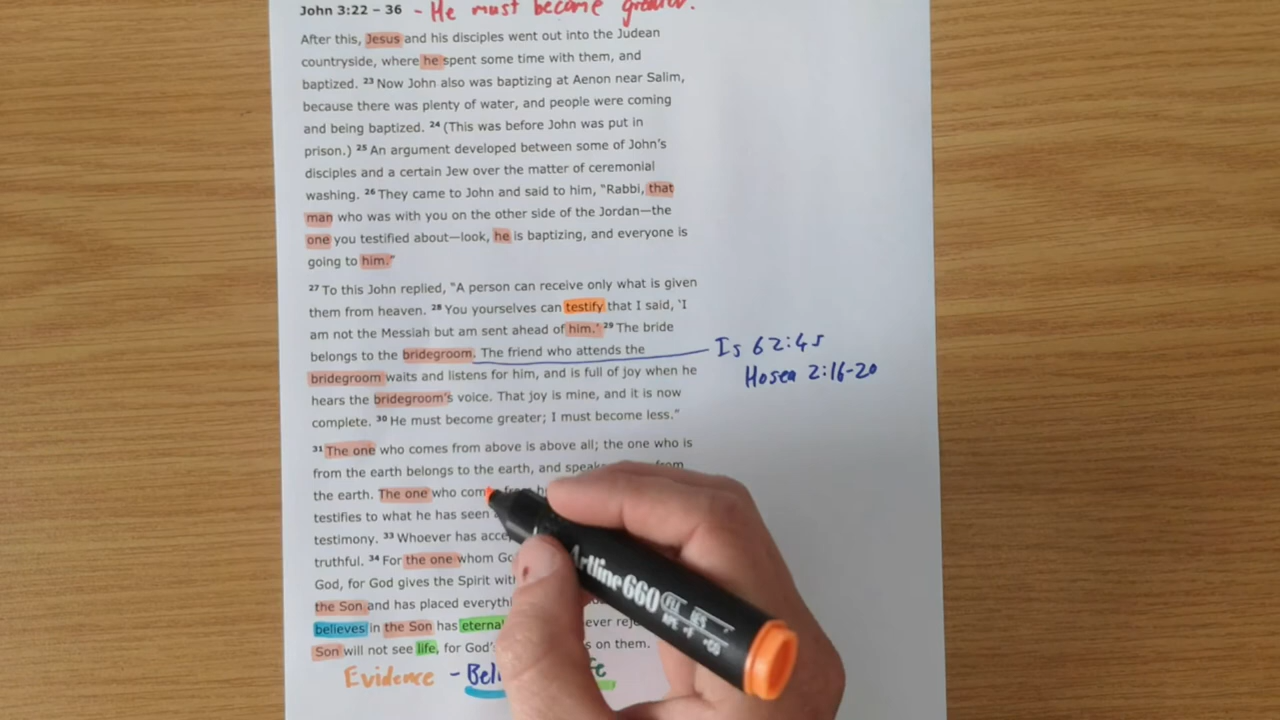 John 3:22 – 36 - He must become greater.
After this, Jesus and his disciples went out into the Judean
countryside, where he spent some time with them, and
baptized. 23 Now John also was baptizing at Aenon near Salim,
because there was plenty of water, and people were coming
and being baptized. 24 (This was before John was put in
prison.) 25 An argument developed between some of John's
disciples and a certain Jew over the matter of ceremonial
washing. 26 They came to John and said to him, "Rabbi, that
man who was with you on the other side of the Jordan—the
one you testified about—look, he is baptizing, and everyone is
going to him."
27 To this John replied, "A person can receive only what is given
them from heaven. 28 You yourselves can testify that I said, 'I
am not the Messiah but am sent ahead of him.' 29 The bride
belongs to the bridegroom. The friend who attends the
Is 62:45
bridegroom waits and listens for him, and is full of joy when he
Hosea 2:16-20
hears the bridegroom's voice. That joy is mine, and it is now
complete. 30 He must become greater; I must become less."
31 The one who comes from above is above all; the one who is
from the earth belongs to the earth, and from
the earth. The one who
testifies to what he has seen
testimony. 33 Whoever has
truthful. 34 For the one whom
God, for God gives the Spirit
the Son and has placed
believes in the Son has
Son will not see life, for God's on them.
Evidence -